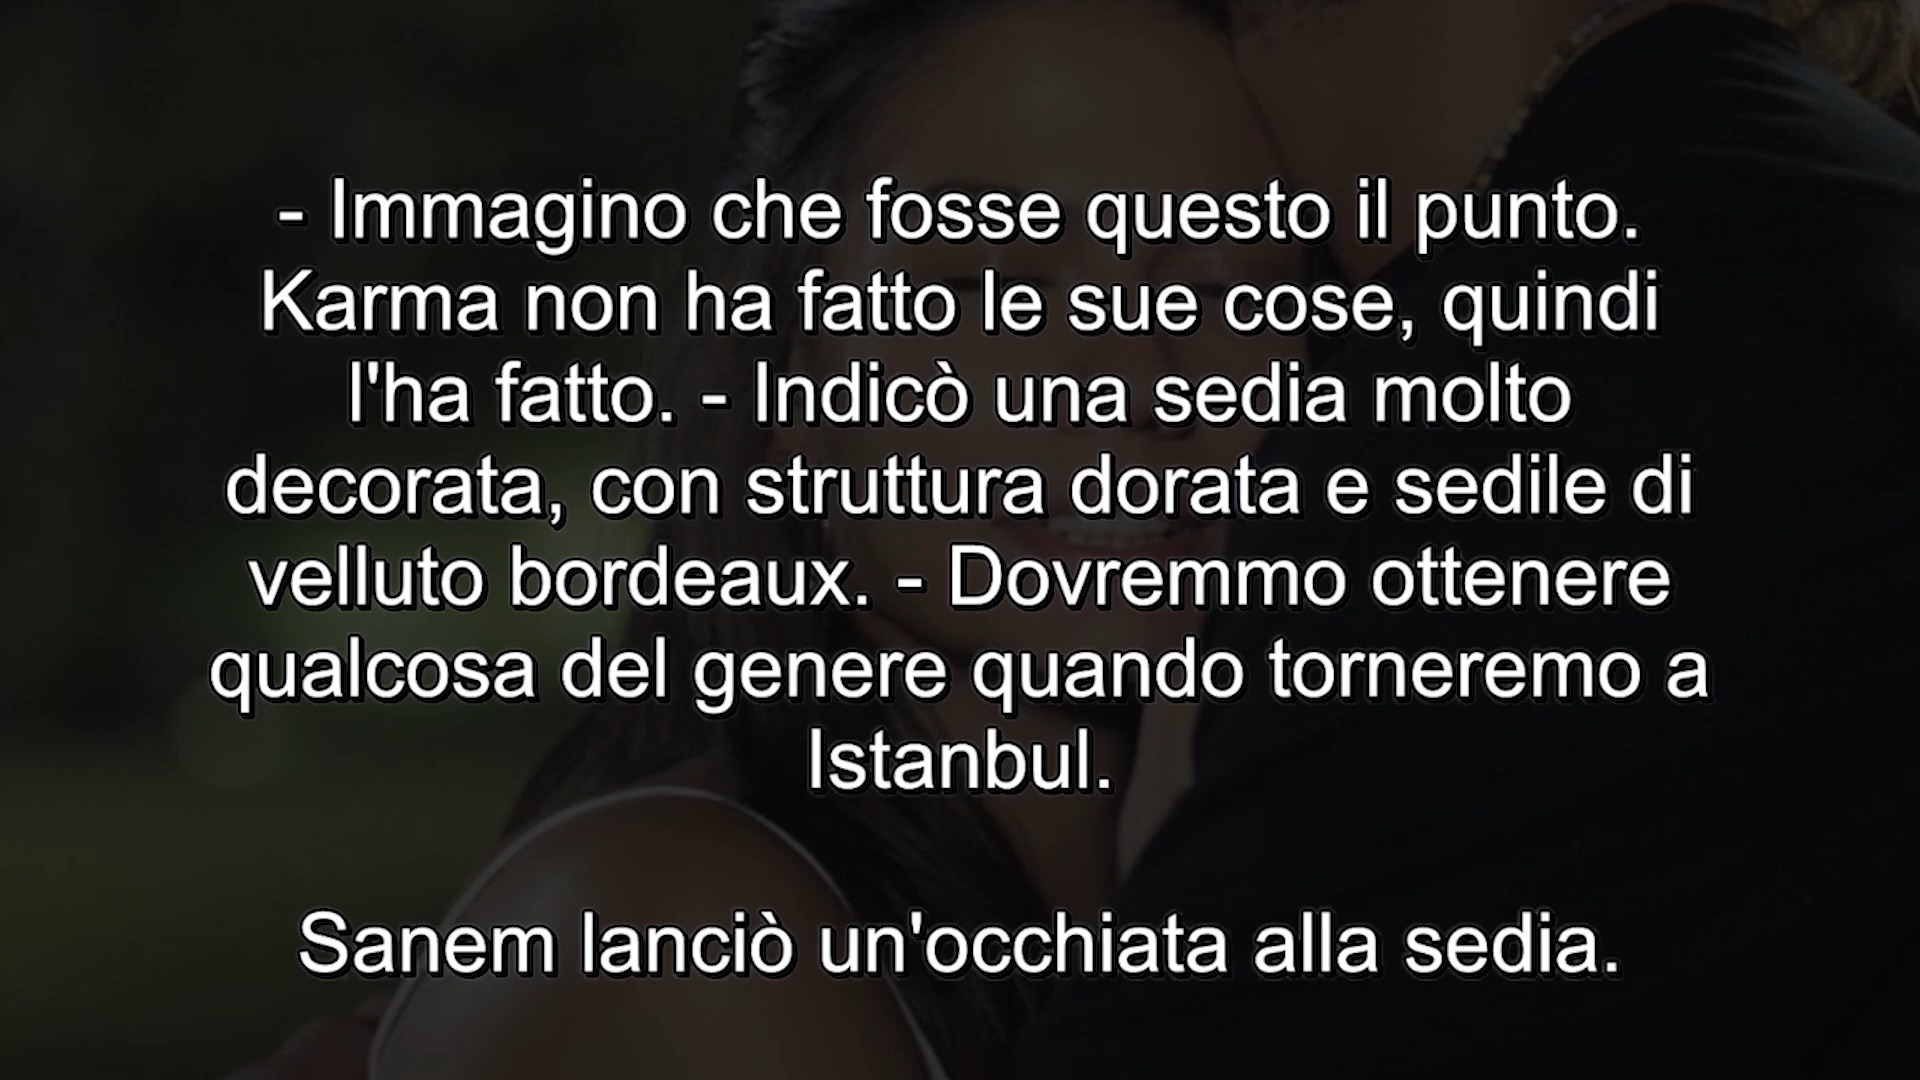 - Immagino che fosse questo il punto.
Karma non ha fatto le sue cose, quindi
l'ha fatto. - Indicò una sedia molto
decorata, con struttura dorata e sedile di
velluto bordeaux. - Dovremmo ottenere
qualcosa del genere quando torneremo a
Istanbul.
Sanem lanciò un'occhiata alla sedia.